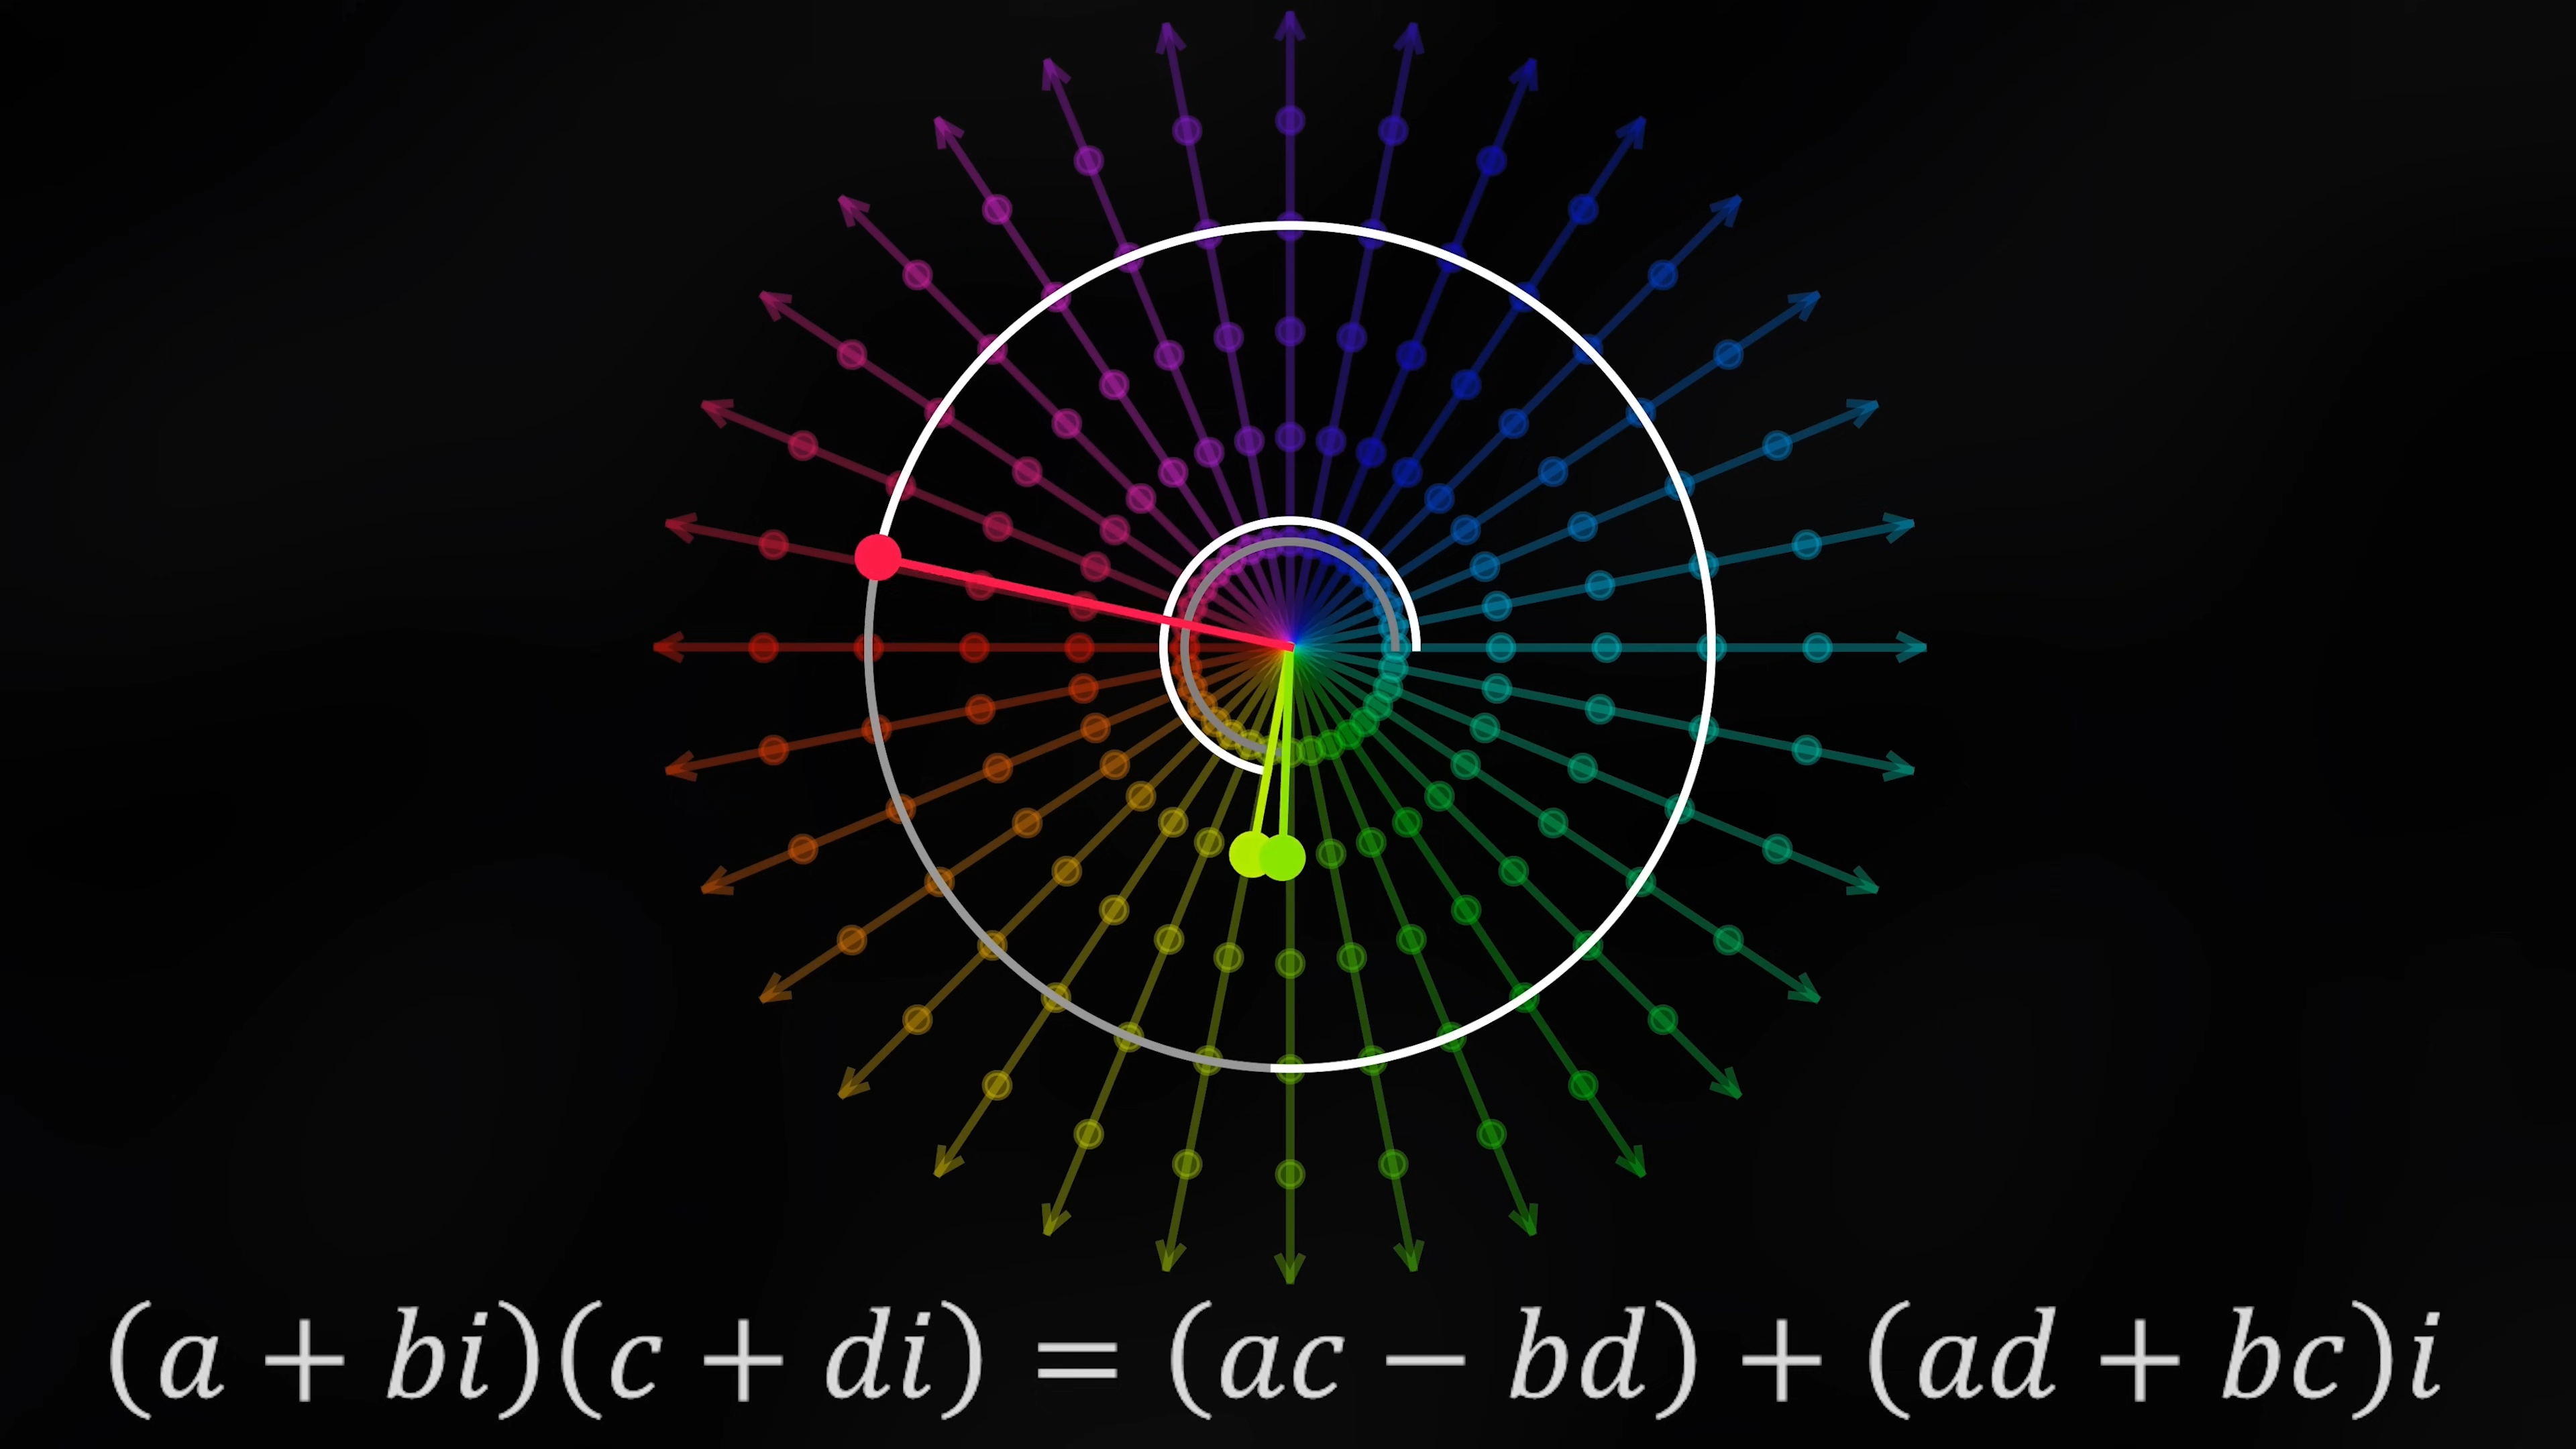 (a + bi)(c + di) = (ac − bd) + (ad + bc)i